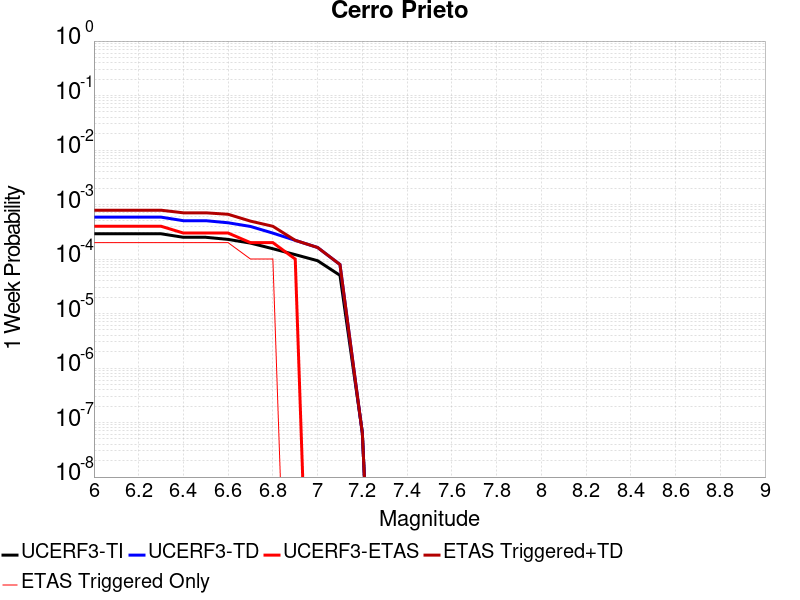 Cerro Prieto
1 Week Probability
10^0
10^-1
10^-2
10^-3
10^-4
10^-5
10^-6
10^-7
10^-8
6 6.2 6.4 6.6 6.8 7 7.2 7.4 7.6 7.8 8 8.2 8.4 8.6 8.8 9
Magnitude
UCERF3-TI UCERF3-TD UCERF3-ETAS ETAS Triggered+TD
ETAS Triggered Only